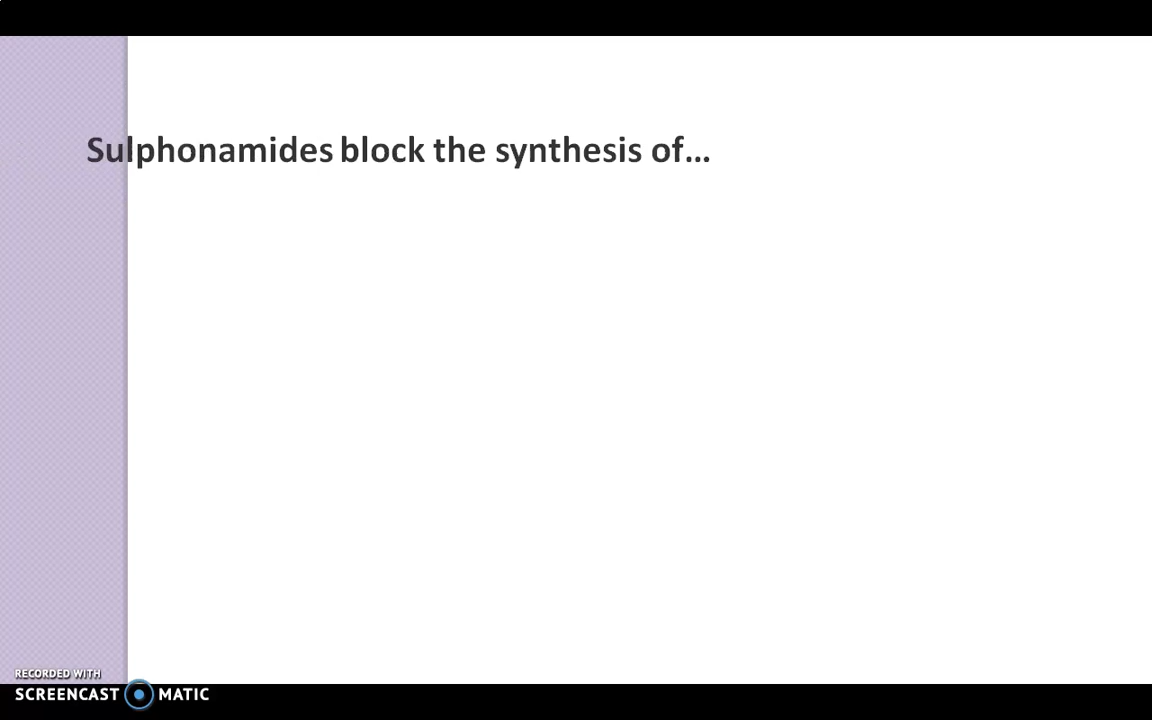 Sulphonamides block the synthesis of...
RECORDED WITH
SCREENCAST MATIC